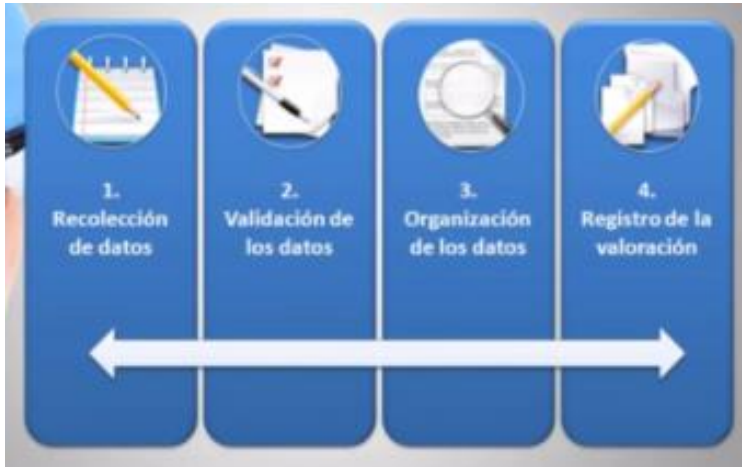 1.
Recolección
de datos
2.
Validación de
los datos
3.
Organización
de los datos
4.
Registro de la
valoración